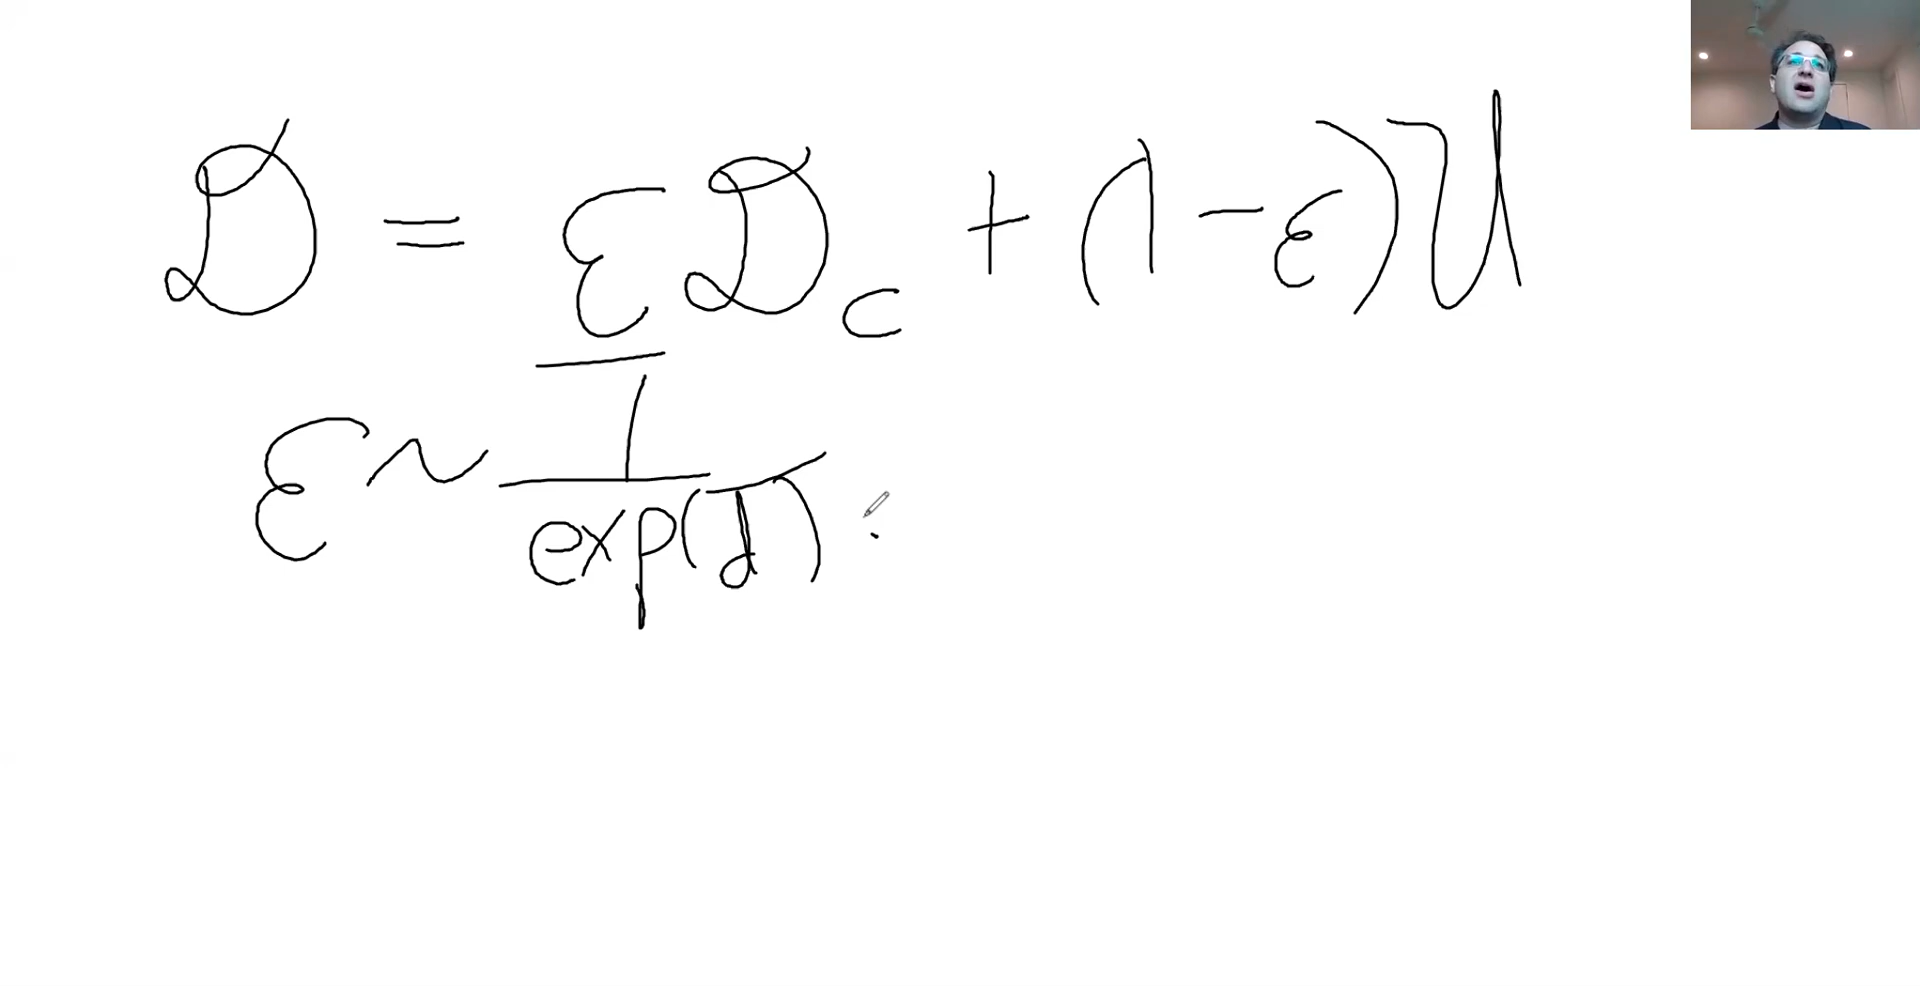 𝒟 = ε𝒟_c + (1-ε)𝒰
ε ~ 1/exp(d)